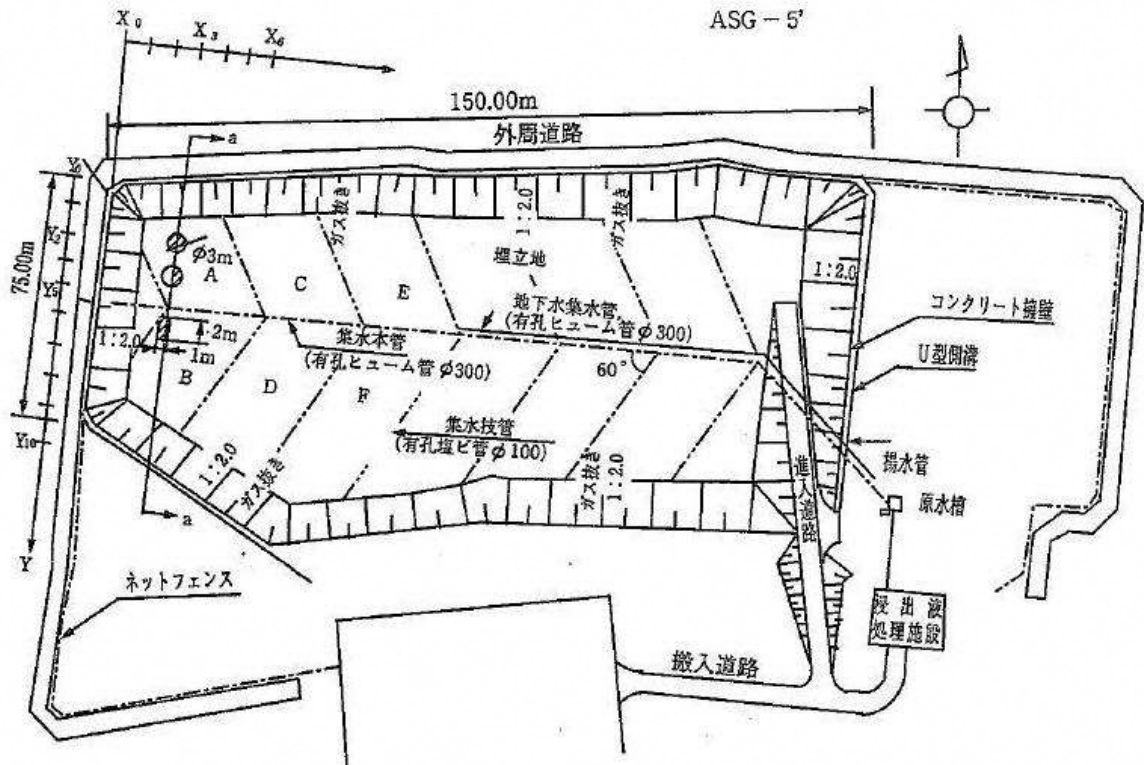 ASG-5'
X₀ X₃ X₆
150.00m
外周道路
a
Y₀
Y₂
Y₅
Y₁₀
Y
75.00m
ガス抜き
1:2.0
ガス抜き
φ3m
A
C
E
埋立地
地下水集水管
(有孔ヒューム管φ300)
1:2.0
コンクリート擁壁
U型側溝
2m
1m
1:2.0
集水本管
(有孔ヒューム管φ300)
60°
B
D
F
集水技管
(有孔塩ビ管φ100)
1:2.0
ガス抜き
ガス抜き
1:2.0
進入道路
揚水管
原水槽
a
ネットフェンス
浸出液
処理施設
搬入道路